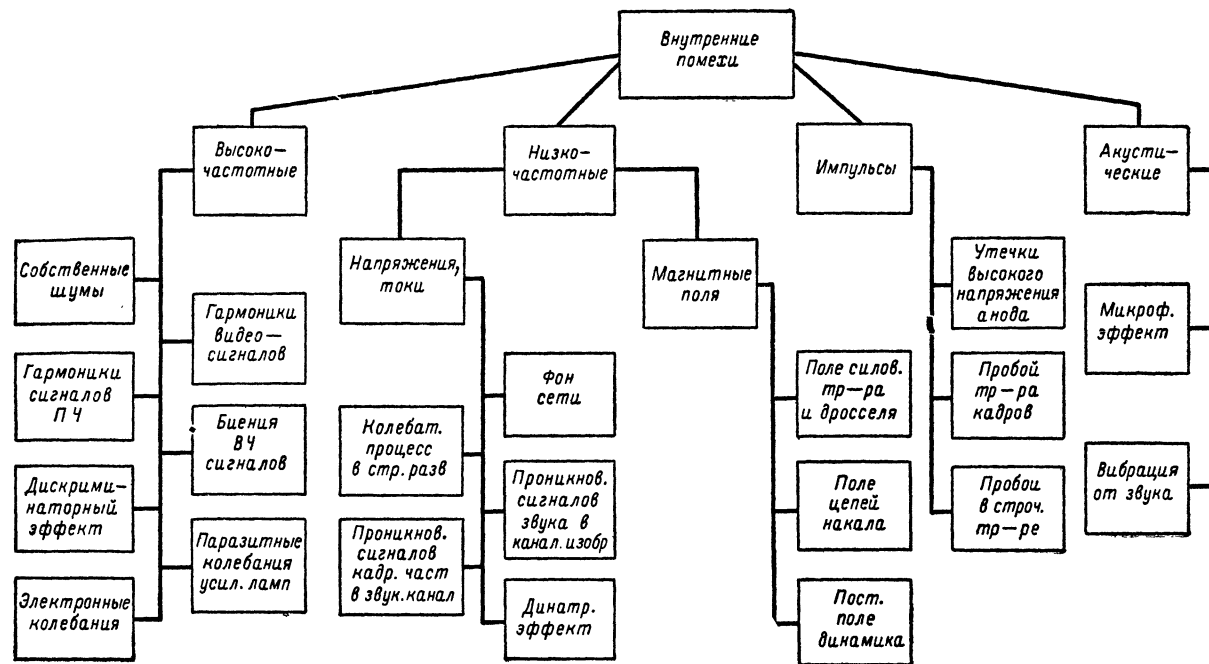 Внутренние
помехи
Высоко—
частотные
Низко—
частотные
Импульсы
Акусти—
ческие
Собственные
шумы
Гармоники
сигналов
ПЧ
Дискрими—
наторный
эффект
Электронные
колебания
Гармоники
видео—
сигналов
Биения
ВЧ
сигналов
Паразитные
колебания
усил. ламп
Напряжения,
токи
Колебат.
процесс
в стр. разв
Проникнов.
сигналов
кадр. част
в звук. канал
Фон
сети
Проникнов.
сигналов
звука в
канал. изобр
Динатр.
эффект
Магнитные
поля
Поле силов.
тр—ра
и дросселя
Поле
цепей
накала
Пост.
поле
динамика
Утечки
высокого
напряжения
анода
Пробой
тр—ра
кадров
Пробои
в строч.
тр—ре
Микроф.
эффект
Вибрация
от звука